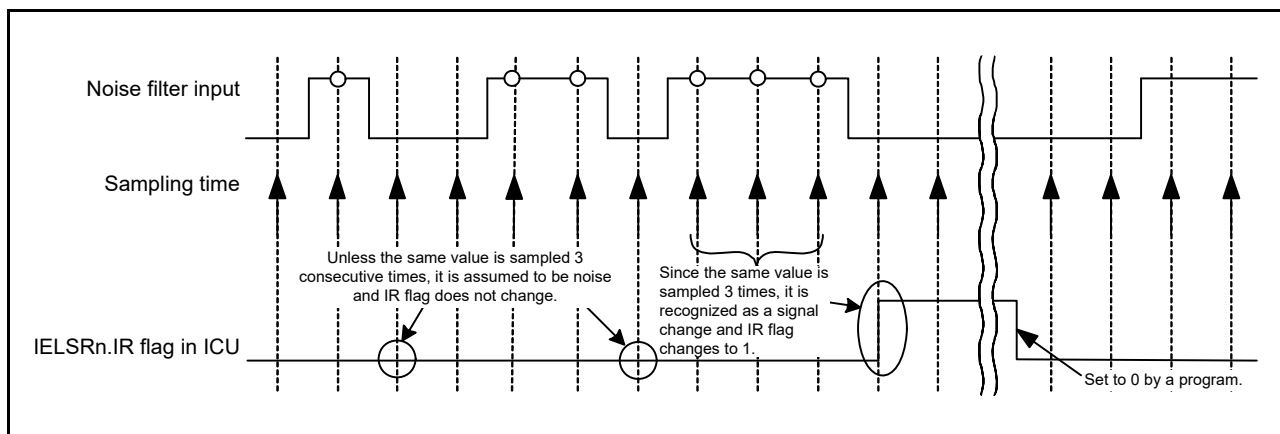 Noise filter input
Sampling time
Unless the same value is sampled 3
consecutive times, it is assumed to be noise
and IR flag does not change.
Since the same value is
sampled 3 times, it is
recognized as a signal
change and IR flag
changes to 1.
IELSRn.IR flag in ICU
Set to 0 by a program.